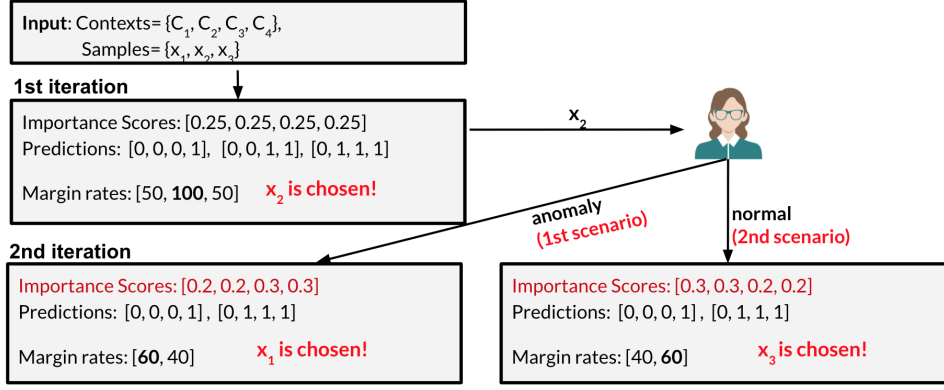 Input: Contexts= {C₁, C₂, C₃, C₄},
Samples= {x₁, x₂, x₃}
1st iteration
Importance Scores: [0.25, 0.25, 0.25, 0.25]
Predictions: [0, 0, 0, 1], [0, 0, 1, 1], [0, 1, 1, 1]
Margin rates: [50, 100, 50] x₂ is chosen!
x₂
anomaly
(1st scenario)
normal
(2nd scenario)
2nd iteration
Importance Scores: [0.2, 0.2, 0.3, 0.3]
Predictions: [0, 0, 0, 1] , [0, 1, 1, 1]
Margin rates: [60, 40] x₁ is chosen!
Importance Scores: [0.3, 0.3, 0.2, 0.2]
Predictions: [0, 0, 0, 1] , [0, 1, 1, 1]
Margin rates: [40, 60] x₃ is chosen!